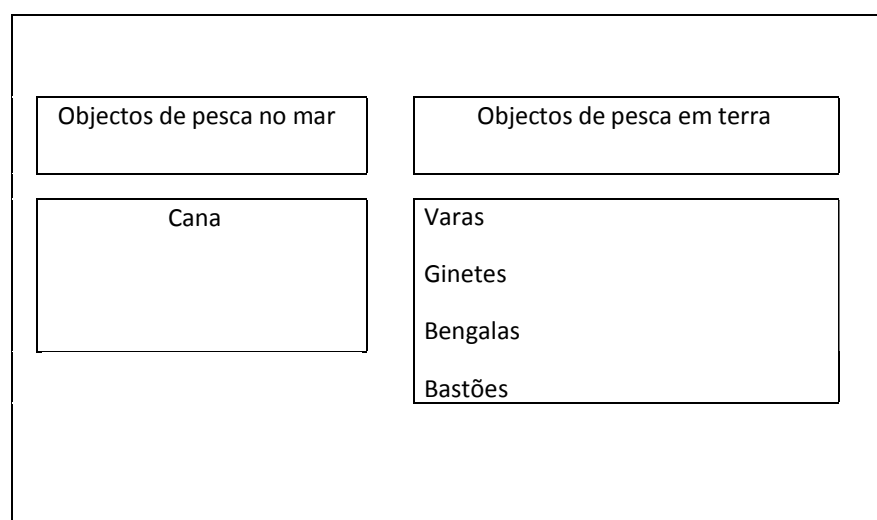 Objectos de pesca no mar
Objectos de pesca em terra
Cana
Varas
Ginetes
Bengalas
Bastões